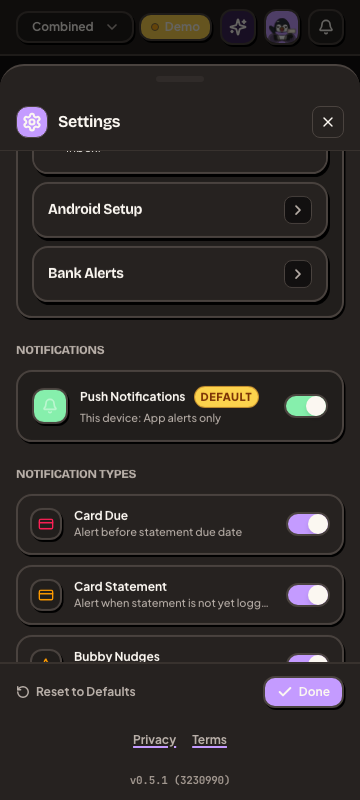 Combined
Demo
Settings
Android Setup
Bank Alerts
NOTIFICATIONS
Push Notifications DEFAULT
This device: App alerts only
NOTIFICATION TYPES
Card Due
Alert before statement due date
Card Statement
Alert when statement is not yet logg...
Bubby Nudges
Reset to Defaults
Done
Privacy Terms
v0.5.1 (3230990)